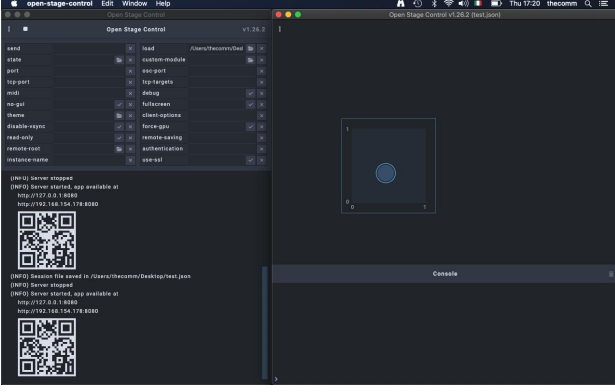 open-stage-control Edit Window Help
Thu 17:20 thecomm
Open Stage Control
Open Stage Control v1.26.2
send
load /Users/thecomm/Desl
state
custom-module
port
osc-port
tcp-port
tcp-targets
midi
debug
no-gui
fullscreen
theme
client-options
disable-vsync
force-gpu
read-only
remote-saving
remote-root
authentication
instance-name
use-ssl
(INFO) Server stopped
(INFO) Server started, app available at
http://127.0.0.1:8080
http://192.168.154.178:8080
(INFO) Session file saved in /Users/thecomm/Desktop/test.json
(INFO) Server stopped
(INFO) Server started, app available at
http://127.0.0.1:8080
http://192.168.154.178:8080
Open Stage Control v1.26.2 (test.json)
1
0
0 1
Console